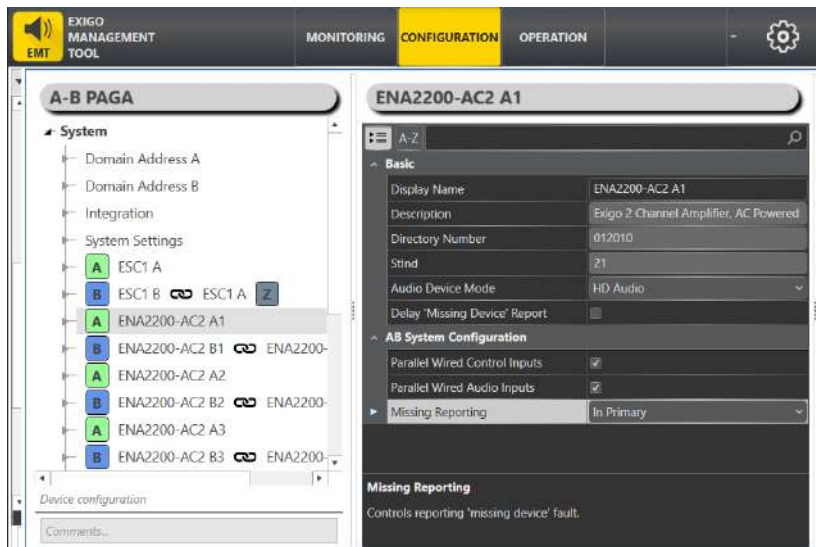 EMT
EXIGO
MANAGEMENT
TOOL
MONITORING CONFIGURATION OPERATION
A-B PAGA
System
Domain Address A
Domain Address B
Integration
System Settings
A ESC1 A
B ESC1 B ESC1 A Z
A ENA2200-AC2 A1
B ENA2200-AC2 B1 ENA2200-
A ENA2200-AC2 A2
B ENA2200-AC2 B2 ENA2200-
A ENA2200-AC2 A3
B ENA2200-AC2 B3 ENA2200-
Device configuration
Comments...
ENA2200-AC2 A1
A-Z
Basic
Display Name ENA2200-AC2 A1
Description Exigo 2 Channel Amplifier, AC Powered
Directory Number 012010
Stind 21
Audio Device Mode HD Audio
Delay 'Missing Device' Report
AB System Configuration
Parallel Wired Control Inputs
Parallel Wired Audio Inputs
Missing Reporting In Primary
Missing Reporting
Controls reporting 'missing device' fault.